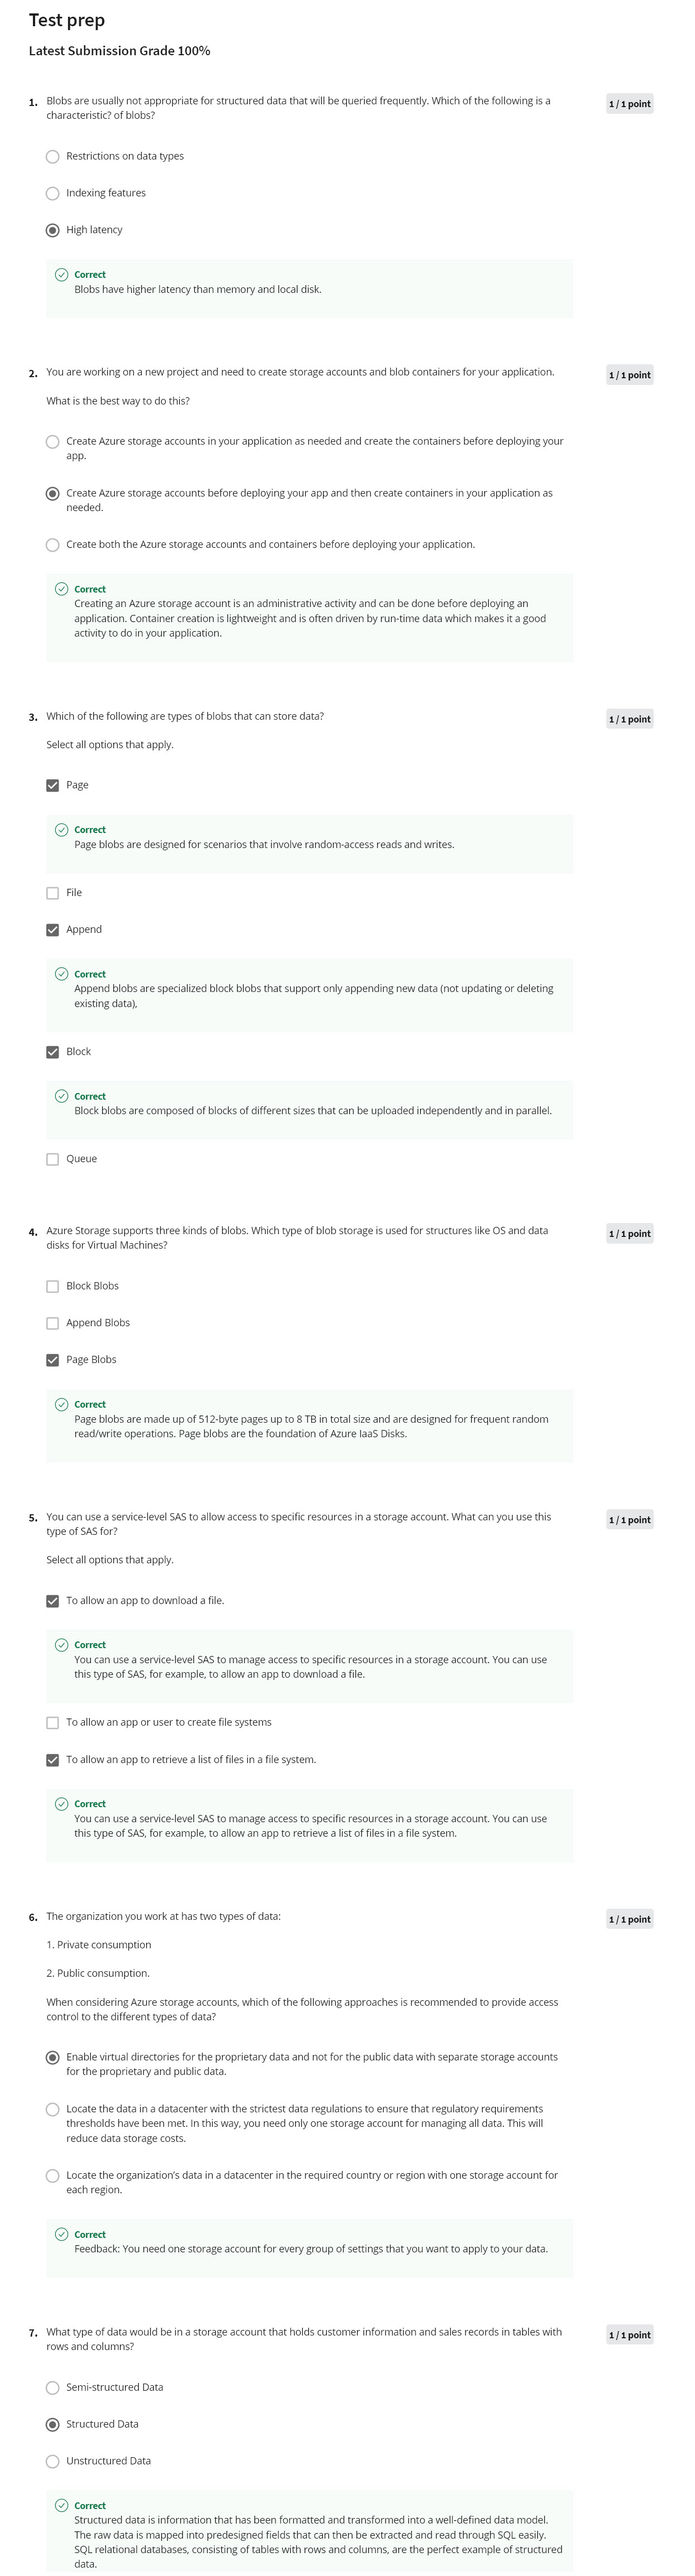 Test prep
Latest Submission Grade 100%
1. Blobs are usually not appropriate for structured data that will be queried frequently. Which of the following is a
characteristic? of blobs?
1 / 1 point
Restrictions on data types
Indexing features
High latency
Correct
Blobs have higher latency than memory and local disk.
2. You are working on a new project and need to create storage accounts and blob containers for your application.
1 / 1 point
What is the best way to do this?
Create Azure storage accounts in your application as needed and create the containers before deploying your
app.
Create Azure storage accounts before deploying your app and then create containers in your application as
needed.
Create both the Azure storage accounts and containers before deploying your application.
Correct
Creating an Azure storage account is an administrative activity and can be done before deploying an
application. Container creation is lightweight and is often driven by run-time data which makes it a good
activity to do in your application.
3. Which of the following are types of blobs that can store data?
1 / 1 point
Select all options that apply.
Page
Correct
Page blobs are designed for scenarios that involve random-access reads and writes.
File
Append
Correct
Append blobs are specialized block blobs that support only appending new data (not updating or deleting
existing data),
Block
Correct
Block blobs are composed of blocks of different sizes that can be uploaded independently and in parallel.
Queue
4. Azure Storage supports three kinds of blobs. Which type of blob storage is used for structures like OS and data
disks for Virtual Machines?
1 / 1 point
Block Blobs
Append Blobs
Page Blobs
Correct
Page blobs are made up of 512-byte pages up to 8 TB in total size and are designed for frequent random
read/write operations. Page blobs are the foundation of Azure IaaS Disks.
5. You can use a service-level SAS to allow access to specific resources in a storage account. What can you use this
type of SAS for?
1 / 1 point
Select all options that apply.
To allow an app to download a file.
Correct
You can use a service-level SAS to manage access to specific resources in a storage account. You can use
this type of SAS, for example, to allow an app to download a file.
To allow an app or user to create file systems
To allow an app to retrieve a list of files in a file system.
Correct
You can use a service-level SAS to manage access to specific resources in a storage account. You can use
this type of SAS, for example, to allow an app to retrieve a list of files in a file system.
6. The organization you work at has two types of data:
1 / 1 point
1. Private consumption
2. Public consumption.
When considering Azure storage accounts, which of the following approaches is recommended to provide access
control to the different types of data?
Enable virtual directories for the proprietary data and not for the public data with separate storage accounts
for the proprietary and public data.
Locate the data in a datacenter with the strictest data regulations to ensure that regulatory requirements
thresholds have been met. In this way, you need only one storage account for managing all data. This will
reduce data storage costs.
Locate the organization's data in a datacenter in the required country or region with one storage account for
each region.
Correct
Feedback: You need one storage account for every group of settings that you want to apply to your data.
7. What type of data would be in a storage account that holds customer information and sales records in tables with
rows and columns?
1 / 1 point
Semi-structured Data
Structured Data
Unstructured Data
Correct
Structured data is information that has been formatted and transformed into a well-defined data model.
The raw data is mapped into predesigned fields that can then be extracted and read through SQL easily.
SQL relational databases, consisting of tables with rows and columns, are the perfect example of structured
data.